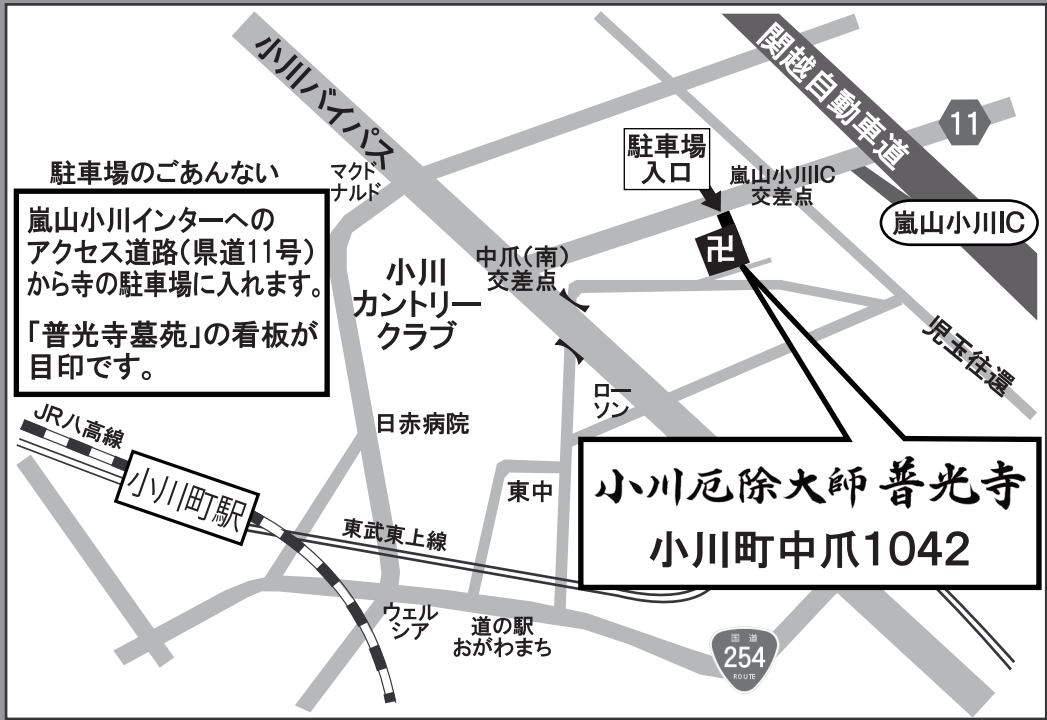 小川バイパス
関越自動車道
11
駐車場
入口
嵐山小川IC
交差点
嵐山小川IC
マクド
ナルド
駐車場のごあんない
嵐山小川インターへの
アクセス道路(県道11号)
から寺の駐車場に入れます。
「普光寺墓苑」の看板が
目印です。
中爪(南)
交差点
小川
カントリー
クラブ
卍
児玉往還
ロー
ソン
日赤病院
JR八高線
小川町駅
東中
東武東上線
小川厄除大師 普光寺
小川町中爪1042
ウェル
シア
道の駅
おがわまち
国道
254
ROUTE